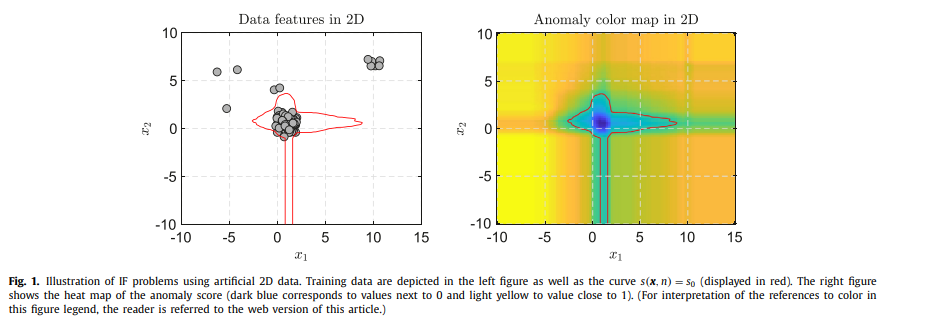 Data features in 2D
Anomaly color map in 2D
10
5
0
-5
-10
x2
-10
-5
0
5
10
15
x1
10
5
0
-5
-10
x2
-10
-5
0
5
10
15
x1
Fig. 1. Illustration of IF problems using artificial 2D data. Training data are depicted in the left figure as well as the curve s(x, n) = s0 (displayed in red). The right figure
shows the heat map of the anomaly score (dark blue corresponds to values next to 0 and light yellow to value close to 1). (For interpretation of the references to color in
this figure legend, the reader is referred to the web version of this article.)